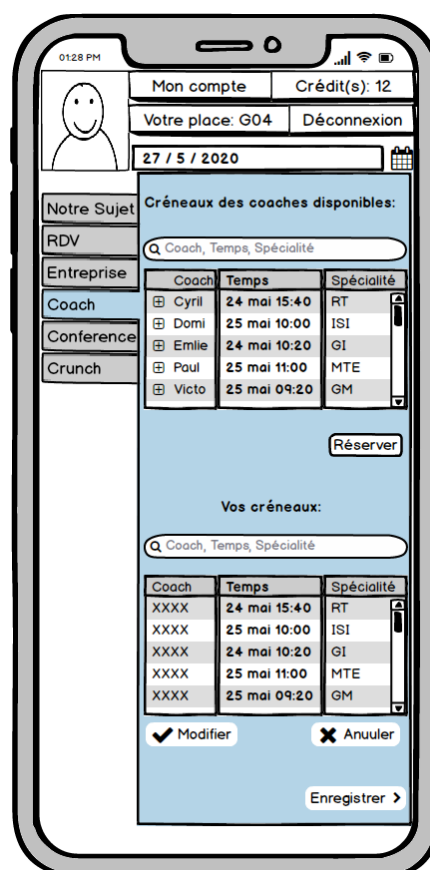 01:28 PM
Mon compte Crédit(s): 12
Votre place: G04 Déconnexion
27 / 5 / 2020
Notre Sujet
RDV
Entreprise
Coach
Conference
Crunch
Créneaux des coaches disponibles:
Coach, Temps, Spécialité
Coach Temps Spécialité
Cyril 24 mai 15:40 RT
Domi 25 mai 10:00 ISI
Emlie 24 mai 10:20 GI
Paul 25 mai 11:00 MTE
Victo 25 mai 09:20 GM
Réserver
Vos créneaux:
Coach, Temps, Spécialité
Coach Temps Spécialité
XXXX 24 mai 15:40 RT
XXXX 25 mai 10:00 ISI
XXXX 24 mai 10:20 GI
XXXX 25 mai 11:00 MTE
XXXX 25 mai 09:20 GM
Modifier Anuuler
Enregistrer >